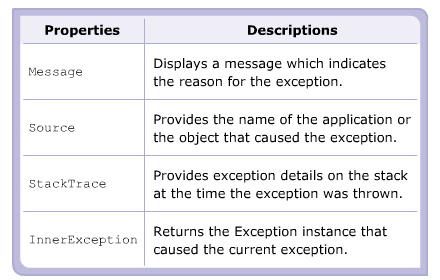 Properties Descriptions
Message
Displays a message which indicates
the reason for the exception.
Source
Provides the name of the application or
the object that caused the exception.
StackTrace
Provides exception details on the stack
at the time the exception was thrown.
InnerException
Returns the Exception instance that
caused the current exception.